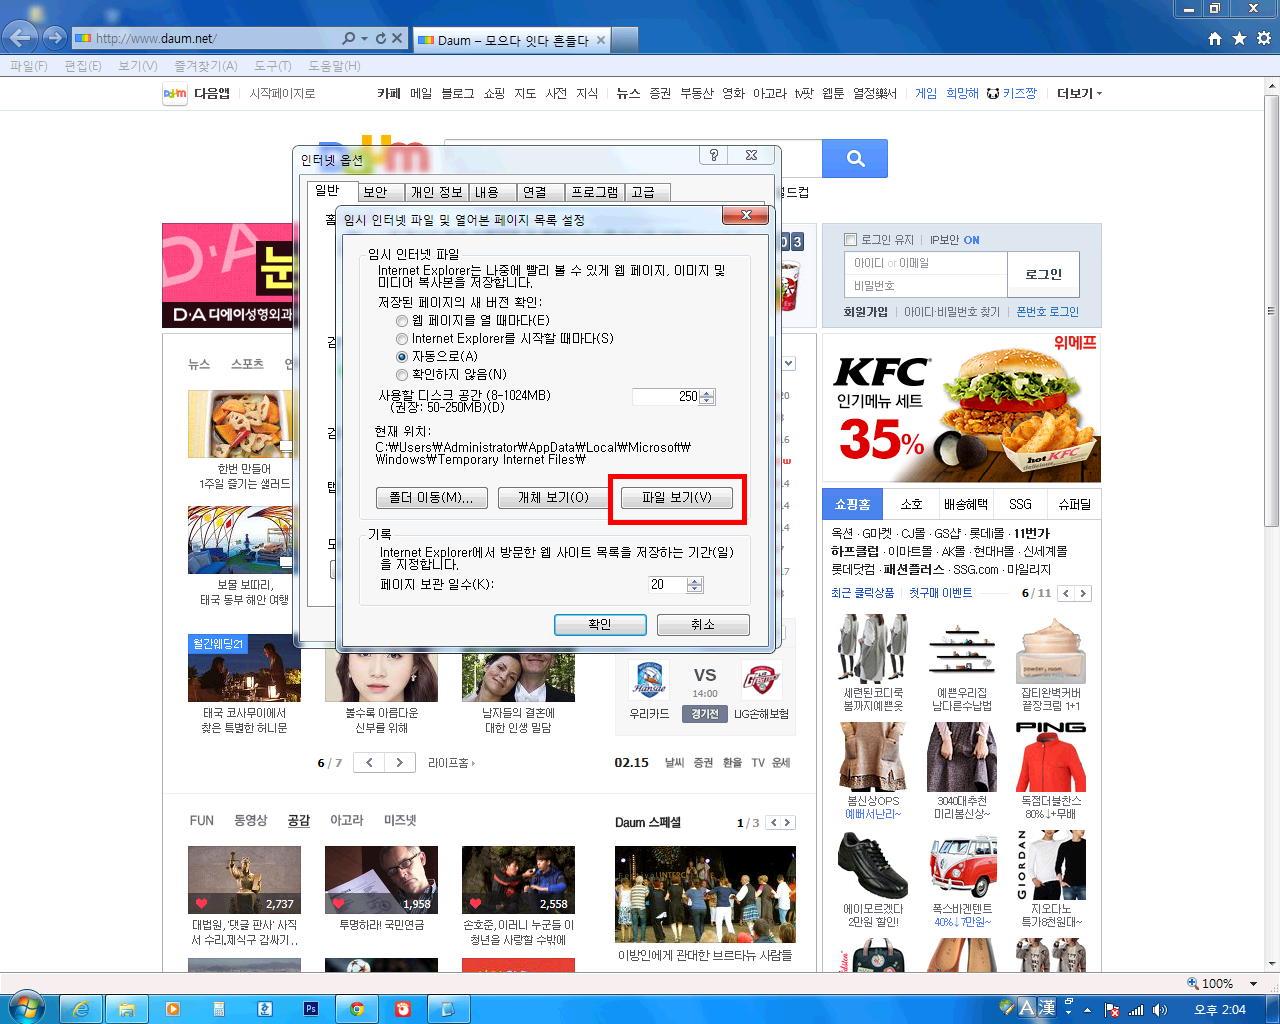 http://www.daum.net/
Daum – 모으다 잇다 흔들다
파일(F) 편집(E) 보기(V) 즐겨찾기(A) 도구(T) 도움말(H)
다음앱 시작페이지로 카페 메일 블로그 쇼핑 지도 사전 지식 뉴스 증권 부동산 영화 아고라 tv팟 웹툰 열정樂서 게임 희망해 키즈짱 더보기
인터넷 옵션
일반 보안 개인 정보 내용 연결 프로그램 고급
임시 인터넷 파일 및 열어본 페이지 목록 설정
임시 인터넷 파일
Internet Explorer는 나중에 빨리 볼 수 있게 웹 페이지, 이미지 및
미디어 복사본을 저장합니다.
저장된 페이지의 새 버전 확인:
웹 페이지를 열 때마다(E)
Internet Explorer를 시작할 때마다(S)
자동으로(A)
확인하지 않음(N)
사용할 디스크 공간 (8-1024MB)
(권장: 50-250MB)(D)
250
현재 위치:
C:₩Users₩Administrator₩AppData₩Local₩Microsoft₩
Windows₩Temporary Internet Files₩
폴더 이동(M)... 개체 보기(O) 파일 보기(V)
기록
Internet Explorer에서 방문한 웹 사이트 목록을 저장하는 기간(일)
을 지정합니다.
페이지 보관 일수(K): 20
확인 취소
D·A
눈
D·A 디에이성형외과
로그인 유지 IP보안 ON
아이디 or 이메일
비밀번호
로그인
회원가입 아이디·비밀번호 찾기 폰번호 로그인
뉴스 스포츠
한번 만들어
1주일 즐기는 샐러드
보물 보따리,
태국 동부 해안 여행
월간웨딩21
태국 코사무이에서
찾은 특별한 허니문
볼수록 아름다운
신부를 위해
남자들의 결혼에
대한 인생 밀담
6 / 7 라이프홈
VS
14:00
경기전
우리카드 LIG손해보험
02.15 날씨 증권 환율 TV 운세
위메프
KFC
인기메뉴 세트
35%
hot KFC
쇼핑홈 소호 배송혜택 SSG 슈퍼딜
옥션 · G마켓 · CJ몰 · GS샵 · 롯데몰 · 11번가
하프클럽 · 이마트몰 · AK몰 · 현대H몰 · 신세계몰
롯데닷컴 · 패션플러스 · SSG.com · 마일리지
최근 클릭상품 첫구매 이벤트 6 / 11
세련된코디룩
봄까지예쁜옷
예쁜우리집
남다른수납법
잡티완벽커버
끝장크림 1+1
PING
봄신상OPS
예뻐서난리~
3040대추천
미리봄신상~
독점더블찬스
80%↓+무배
GIORDANO
에이모르겠다
2만원 할인!
폭스바겐텐트
40%↓7만원~
지오다노
특가8천원대~
FUN 동영상 공감 아고라 미즈넷
2,737
1,958
2,558
대법원, '댓글 판사' 사직
서 수리,제식구 감싸기..
투명하라! 국민연금
손호준, 이러니 누군들 이
청년을 사랑할 수밖에
Daum 스페셜 1 / 3
이방인에게 관대한 브르타뉴 사람들
100%
A 漢
오후 2:04